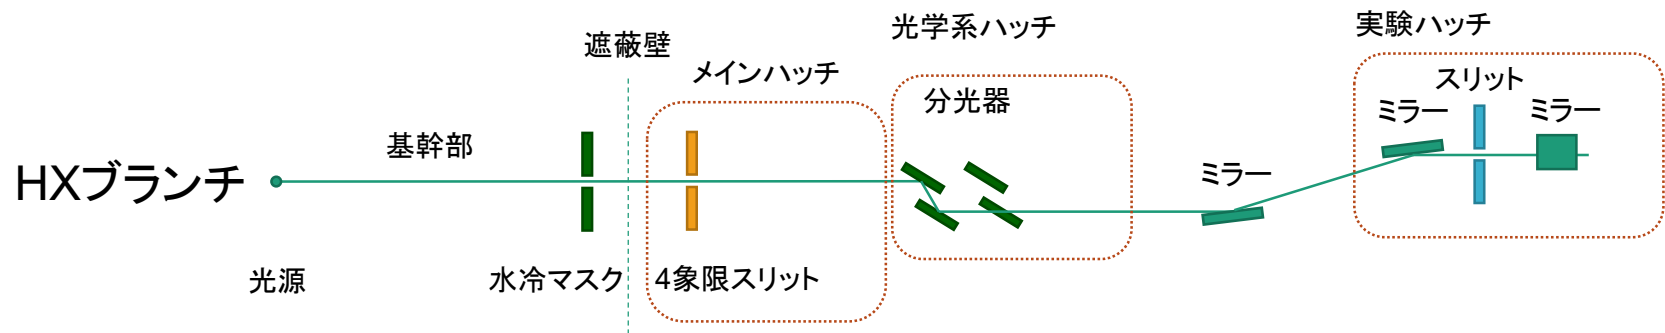 HXブランチ
光源
基幹部
水冷マスク
遮蔽壁
メインハッチ
4象限スリット
光学系ハッチ
分光器
ミラー
実験ハッチ
ミラー
スリット
ミラー